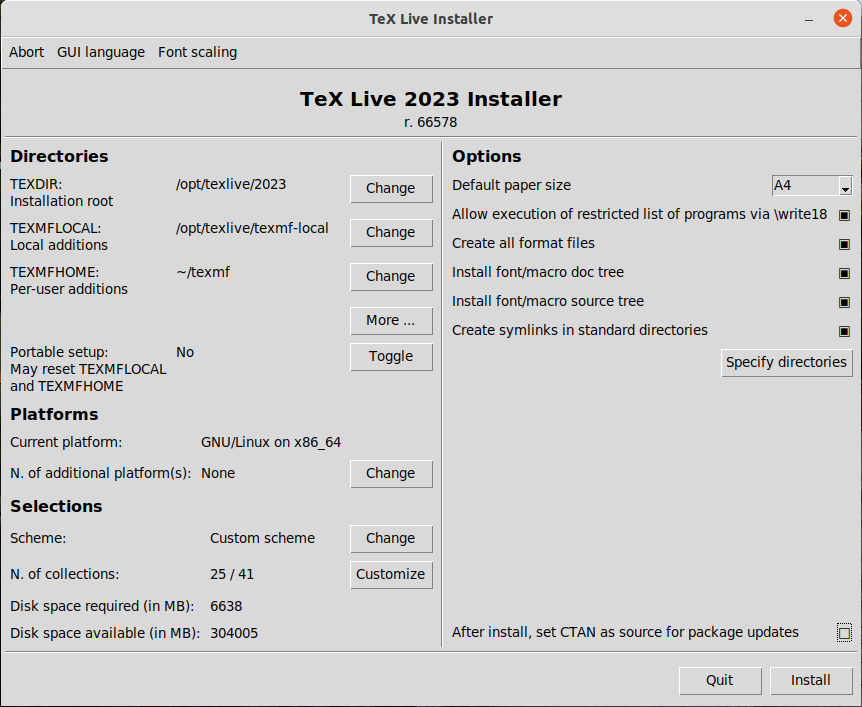 TeX Live Installer
Abort GUI language Font scaling
TeX Live 2023 Installer
r. 66578
Directories
TEXDIR: /opt/texlive/2023 Change
Installation root
TEXMFLOCAL: /opt/texlive/texmf-local Change
Local additions
TEXMFHOME: ~/texmf Change
Per-user additions
More ...
Portable setup: No Toggle
May reset TEXMFLOCAL
and TEXMFHOME
Platforms
Current platform: GNU/Linux on x86_64
N. of additional platform(s): None Change
Selections
Scheme: Custom scheme Change
N. of collections: 25 / 41 Customize
Disk space required (in MB): 6638
Disk space available (in MB): 304005
Options
Default paper size A4
Allow execution of restricted list of programs via \write18
Create all format files
Install font/macro doc tree
Install font/macro source tree
Create symlinks in standard directories
Specify directories
After install, set CTAN as source for package updates
Quit Install